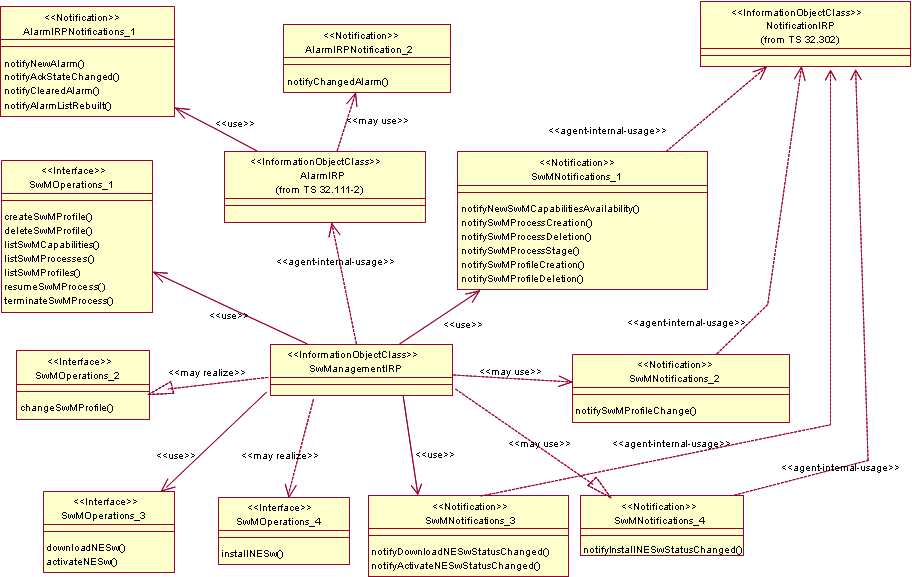 <<Notification>>
AlarmIRPNotifications_1
notifyNewAlarm()
notifyAckStateChanged()
notifyClearedAlarm()
notifyAlarmListRebuilt()
<<Notification>>
AlarmIRPNotification_2
notifyChangedAlarm()
<<InformationObjectClass>>
NotificationIRP
(from TS 32.302)
<<use>>
<<may use>>
<<agent-internal-usage>>
<<InformationObjectClass>>
AlarmIRP
(from TS 32.111-2)
<<Notification>>
SwMNotifications_1
notifyNewSwMCapabilitiesAvailability()
notifySwMProcessCreation()
notifySwMProcessDeletion()
notifySwMProcessStage()
notifySwMProfileCreation()
notifySwMProfileDeletion()
<<Interface>>
SwMOperations_1
createSwMProfile()
deleteSwMProfile()
listSwMCapabilities()
listSwMProcesses()
listSwMProfiles()
resumeSwMProcess()
terminateSwMProcess()
<<agent-internal-usage>>
<<use>>
<<use>>
<<agent-internal-usage>>
<<InformationObjectClass>>
SwManagementIRP
<<Interface>>
SwMOperations_2
changeSwMProfile()
<<may realize>>
<<may use>>
<<Notification>>
SwMNotifications_2
notifySwMProfileChange()
<<use>>
<<may realize>>
<<use>>
<<may use>>
<<agent-internal-usage>>
<<agent-internal-usage>>
<<Interface>>
SwMOperations_3
downloadNESw()
activateNESw()
<<Interface>>
SwMOperations_4
installNESw()
<<Notification>>
SwMNotifications_3
notifyDownloadNESwStatusChanged()
notifyActivateNESwStatusChanged()
<<Notification>>
SwMNotifications_4
notifyInstallNESwStatusChanged()